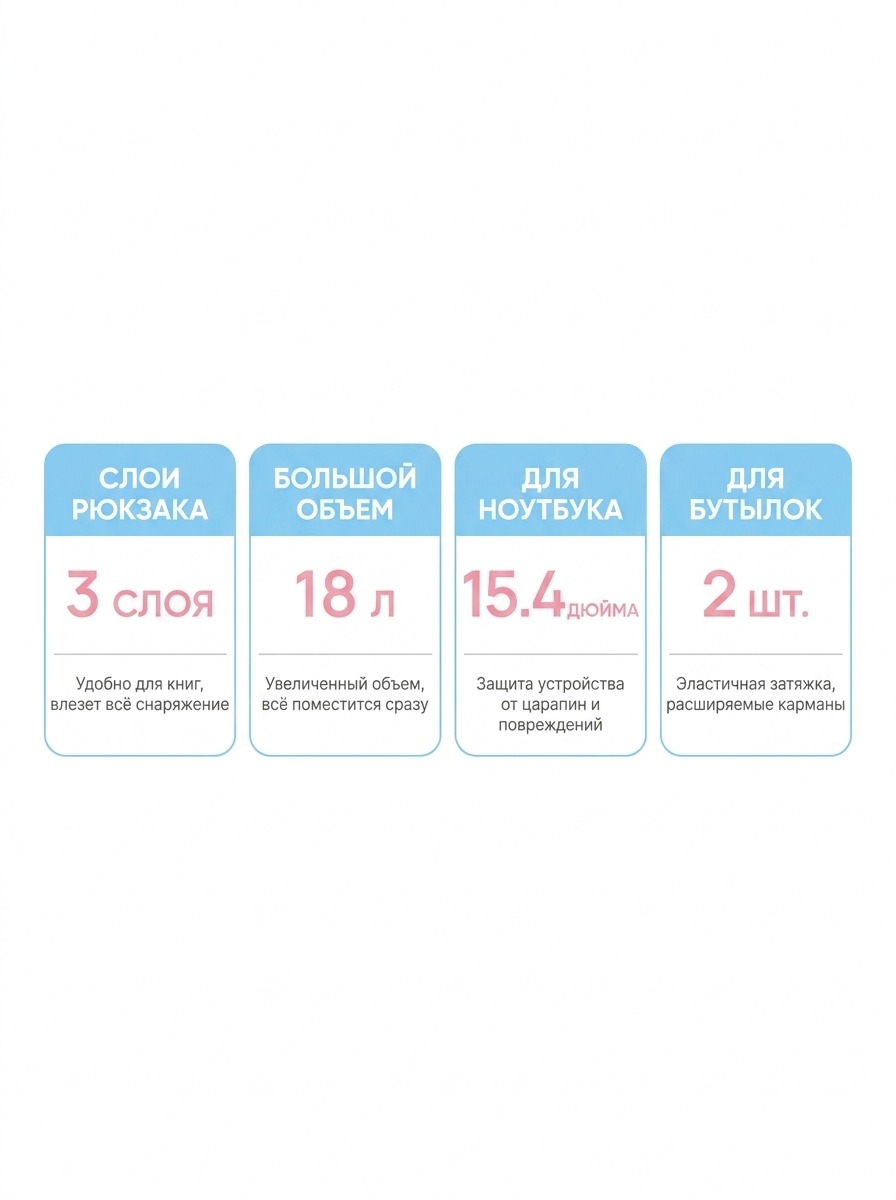 СЛОИ
РЮКЗАКА
3 СЛОЯ
Удобно для книг,
влезет всё снаряжение
БОЛЬШОЙ
ОБЪЕМ
18 Л
Увеличенный объем,
всё поместится сразу
ДЛЯ
НОУТБУКА
15.4 ДЮЙМА
Защита устройства
от царапин и
повреждений
ДЛЯ
БУТЫЛОК
2 ШТ.
Эластичная затяжка,
расширяемые карманы